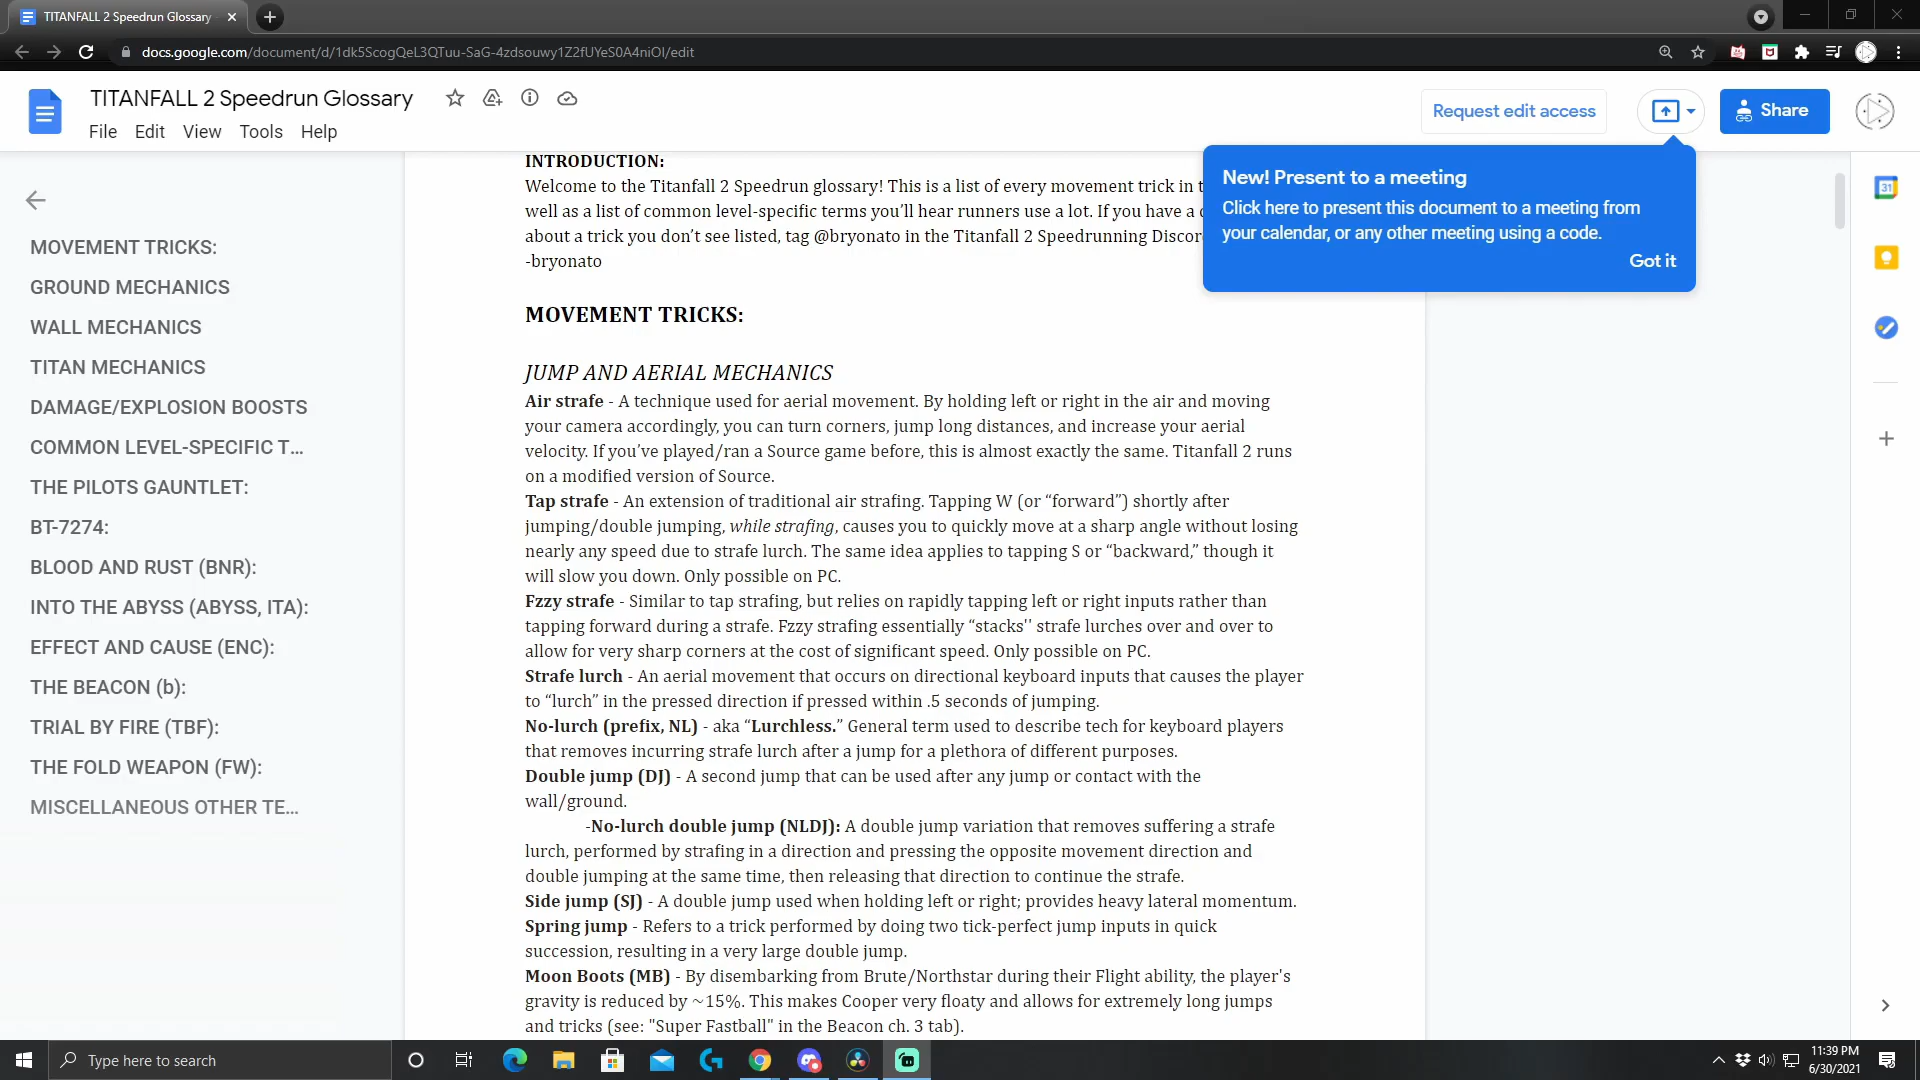 TITANFALL 2 Speedrun Glossary
docs.google.com/document/d/1dk5ScogQeL3QTuu-SaG-4zdsouwy1Z2fUYeS0A4niOI/edit
TITANFALL 2 Speedrun Glossary
File Edit View Tools Help
Request edit access
Share
New! Present to a meeting
Click here to present this document to a meeting from
your calendar, or any other meeting using a code.
Got it
MOVEMENT TRICKS:
GROUND MECHANICS
WALL MECHANICS
TITAN MECHANICS
DAMAGE/EXPLOSION BOOSTS
COMMON LEVEL-SPECIFIC T...
THE PILOTS GAUNTLET:
BT-7274:
BLOOD AND RUST (BNR):
INTO THE ABYSS (ABYSS, ITA):
EFFECT AND CAUSE (ENC):
THE BEACON (b):
TRIAL BY FIRE (TBF):
THE FOLD WEAPON (FW):
MISCELLANEOUS OTHER TE...
INTRODUCTION:
Welcome to the Titanfall 2 Speedrun glossary! This is a list of every movement trick in t
well as a list of common level-specific terms you’ll hear runners use a lot. If you have a
about a trick you don’t see listed, tag @bryonato in the Titanfall 2 Speedrunning Discor
-bryonato
MOVEMENT TRICKS:
JUMP AND AERIAL MECHANICS
Air strafe - A technique used for aerial movement. By holding left or right in the air and moving
your camera accordingly, you can turn corners, jump long distances, and increase your aerial
velocity. If you’ve played/ran a Source game before, this is almost exactly the same. Titanfall 2 runs
on a modified version of Source.
Tap strafe - An extension of traditional air strafing. Tapping W (or “forward”) shortly after
jumping/double jumping, while strafing, causes you to quickly move at a sharp angle without losing
nearly any speed due to strafe lurch. The same idea applies to tapping S or “backward,” though it
will slow you down. Only possible on PC.
Fzzy strafe - Similar to tap strafing, but relies on rapidly tapping left or right inputs rather than
tapping forward during a strafe. Fzzy strafing essentially “stacks'' strafe lurches over and over to
allow for very sharp corners at the cost of significant speed. Only possible on PC.
Strafe lurch - An aerial movement that occurs on directional keyboard inputs that causes the player
to “lurch” in the pressed direction if pressed within .5 seconds of jumping.
No-lurch (prefix, NL) - aka “Lurchless.” General term used to describe tech for keyboard players
that removes incurring strafe lurch after a jump for a plethora of different purposes.
Double jump (DJ) - A second jump that can be used after any jump or contact with the
wall/ground.
-No-lurch double jump (NLDJ): A double jump variation that removes suffering a strafe
lurch, performed by strafing in a direction and pressing the opposite movement direction and
double jumping at the same time, then releasing that direction to continue the strafe.
Side jump (SJ) - A double jump used when holding left or right; provides heavy lateral momentum.
Spring jump - Refers to a trick performed by doing two tick-perfect jump inputs in quick
succession, resulting in a very large double jump.
Moon Boots (MB) - By disembarking from Brute/Northstar during their Flight ability, the player's
gravity is reduced by ~15%. This makes Cooper very floaty and allows for extremely long jumps
and tricks (see: "Super Fastball" in the Beacon ch. 3 tab).
31
Type here to search
11:39 PM
6/30/2021